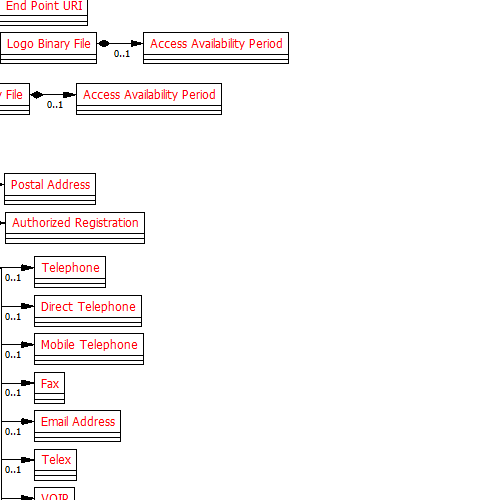 End Point URI
Logo Binary File
0..1
Access Availability Period
File
0..1
Access Availability Period
Postal Address
Authorized Registration
Telephone
0..1
Direct Telephone
0..1
Mobile Telephone
0..1
Fax
0..1
Email Address
0..1
Telex
0..1
VOIP